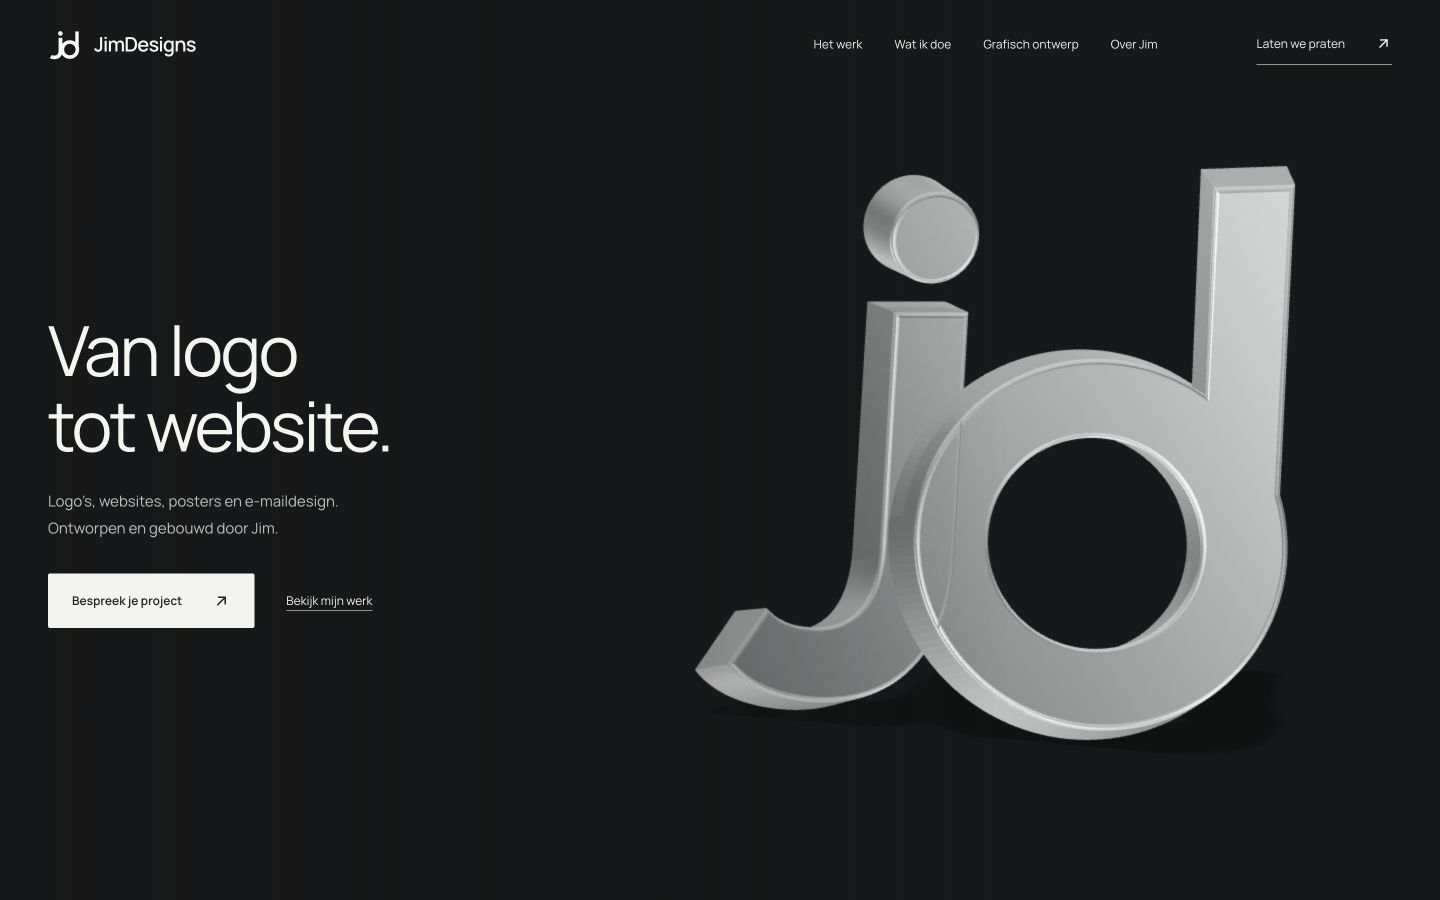 jd JimDesigns
Het werk
Wat ik doe
Grafisch ontwerp
Over Jim
Laten we praten
jd
Van logo
tot website.
Logo's, websites, posters en e-maildesign.
Ontworpen en gebouwd door Jim.
Bespreek je project
Bekijk mijn werk